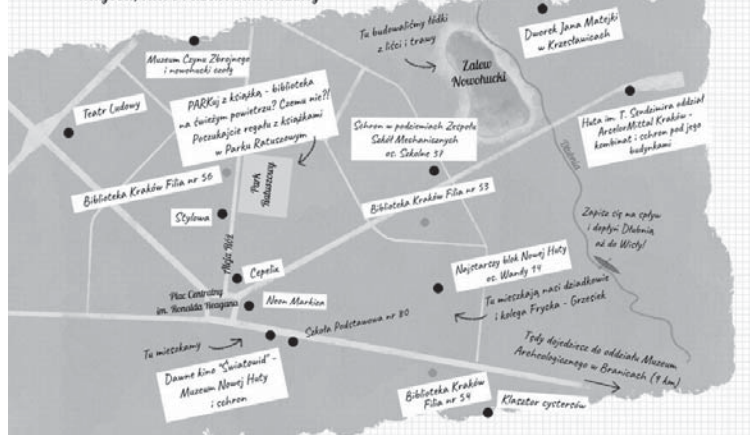 Muzeum Czynu Zbrojnego
i nowohucki czołg
Teatr Ludowy
PARKuj z książką - biblioteka
na świeżym powietrzu? Czemu nie?!
Poszukajcie regału z książkami
w Parku Ratuszowym
Tu budowaliśmy łódki
z liści i trawy
Zalew
Nowohucki
Dworek Jana Matejki
w Krzesławicach
Huta im. T. Sendzimira oddział
ArcelorMittal Kraków -
kombinat i schron pod jego
budynkami
Schron w podziemiach Zespołu
Szkół Mechanicznych
os. Szkolne 37
Biblioteka Kraków Filia nr 56
Park
Ratuszowy
Biblioteka Kraków Filia nr 53
Dłubnia
Stylowa
Aleja Róż
Zapisz się na spływ
i dopłyń Dłubnią
aż do Wisły!
Cepelia
Najstarszy blok Nowej Huty
os. Wandy 14
Plac Centralny
im. Ronalda Reagana
Neon Markiza
Tu mieszkają nasi dziadkowie
i kolega Fryska - Grzesiek
Szkoła Podstawowa nr 80
Tu mieszkamy
Dawne kino "Światowid" -
Muzeum Nowej Huty
i schron
Tędy dojedziesz do oddziału Muzeum
Archeologicznego w Branicach (9 km)
Biblioteka Kraków
Filia nr 54
Klasztor cystersów